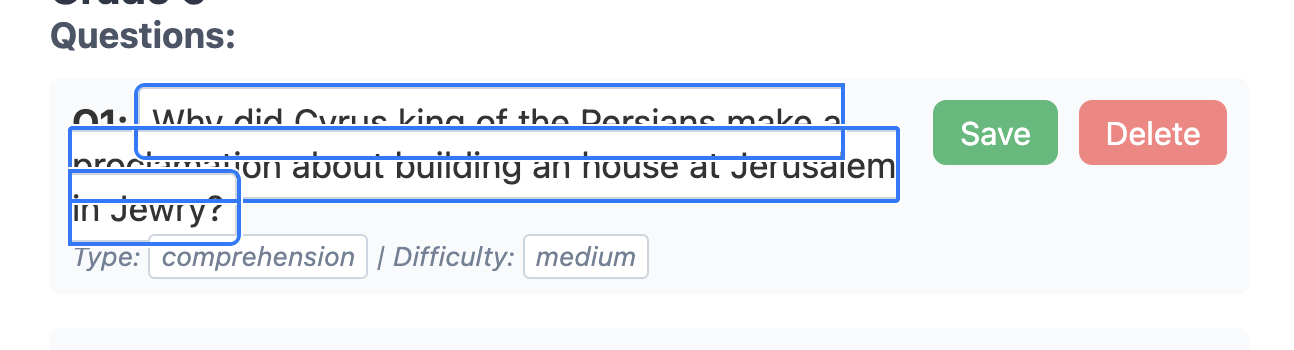 Questions:
Q1: Why did Cyrus king of the Persians make a
proclamation about building an house at Jerusalem
in Jewry?
Save
Delete
Type: comprehension | Difficulty: medium